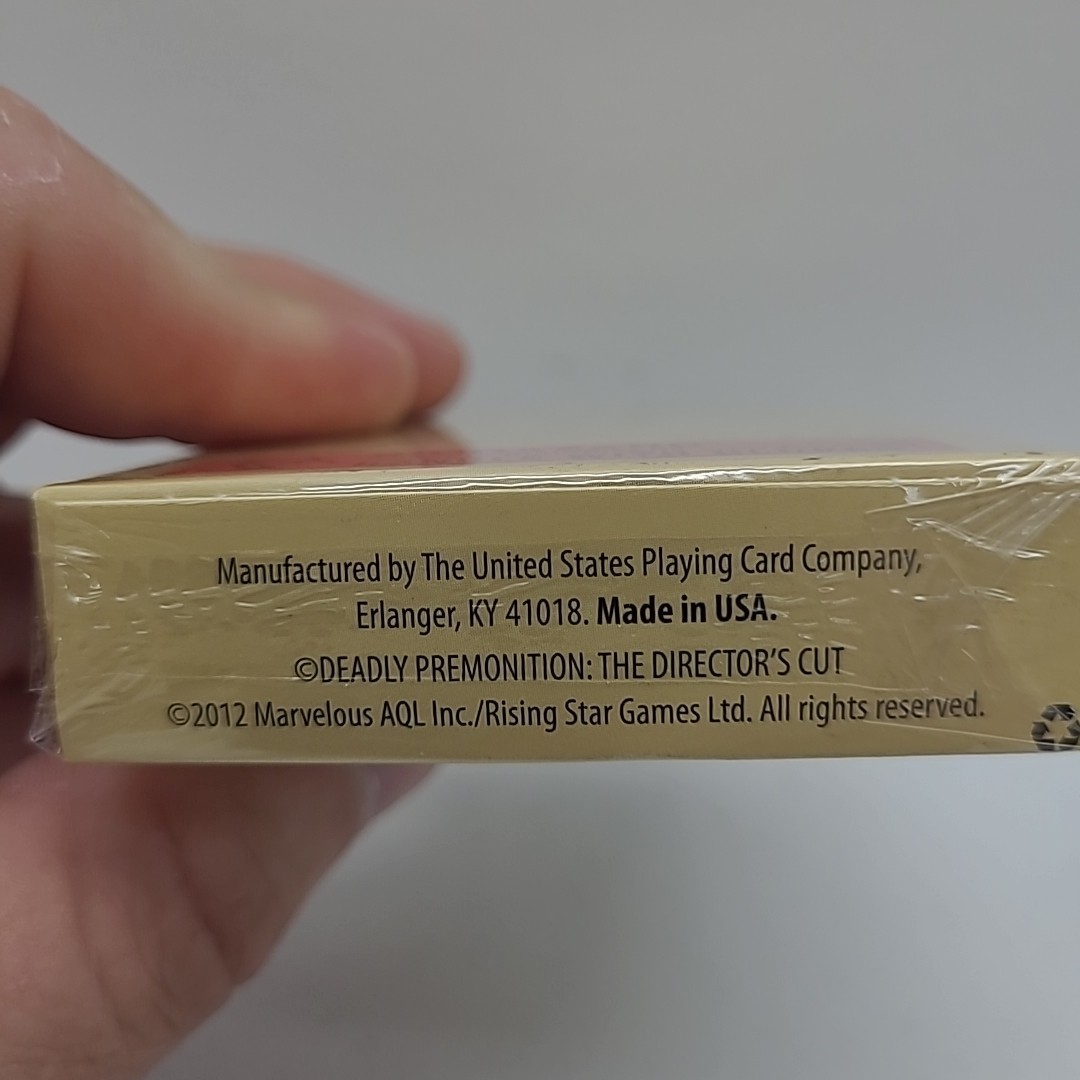 Manufactured by The United States Playing Card Company,
Erlanger, KY 41018. Made in USA.
©DEADLY PREMONITION: THE DIRECTOR'S CUT
©2012 Marvelous AQL Inc./Rising Star Games Ltd. All rights reserved.